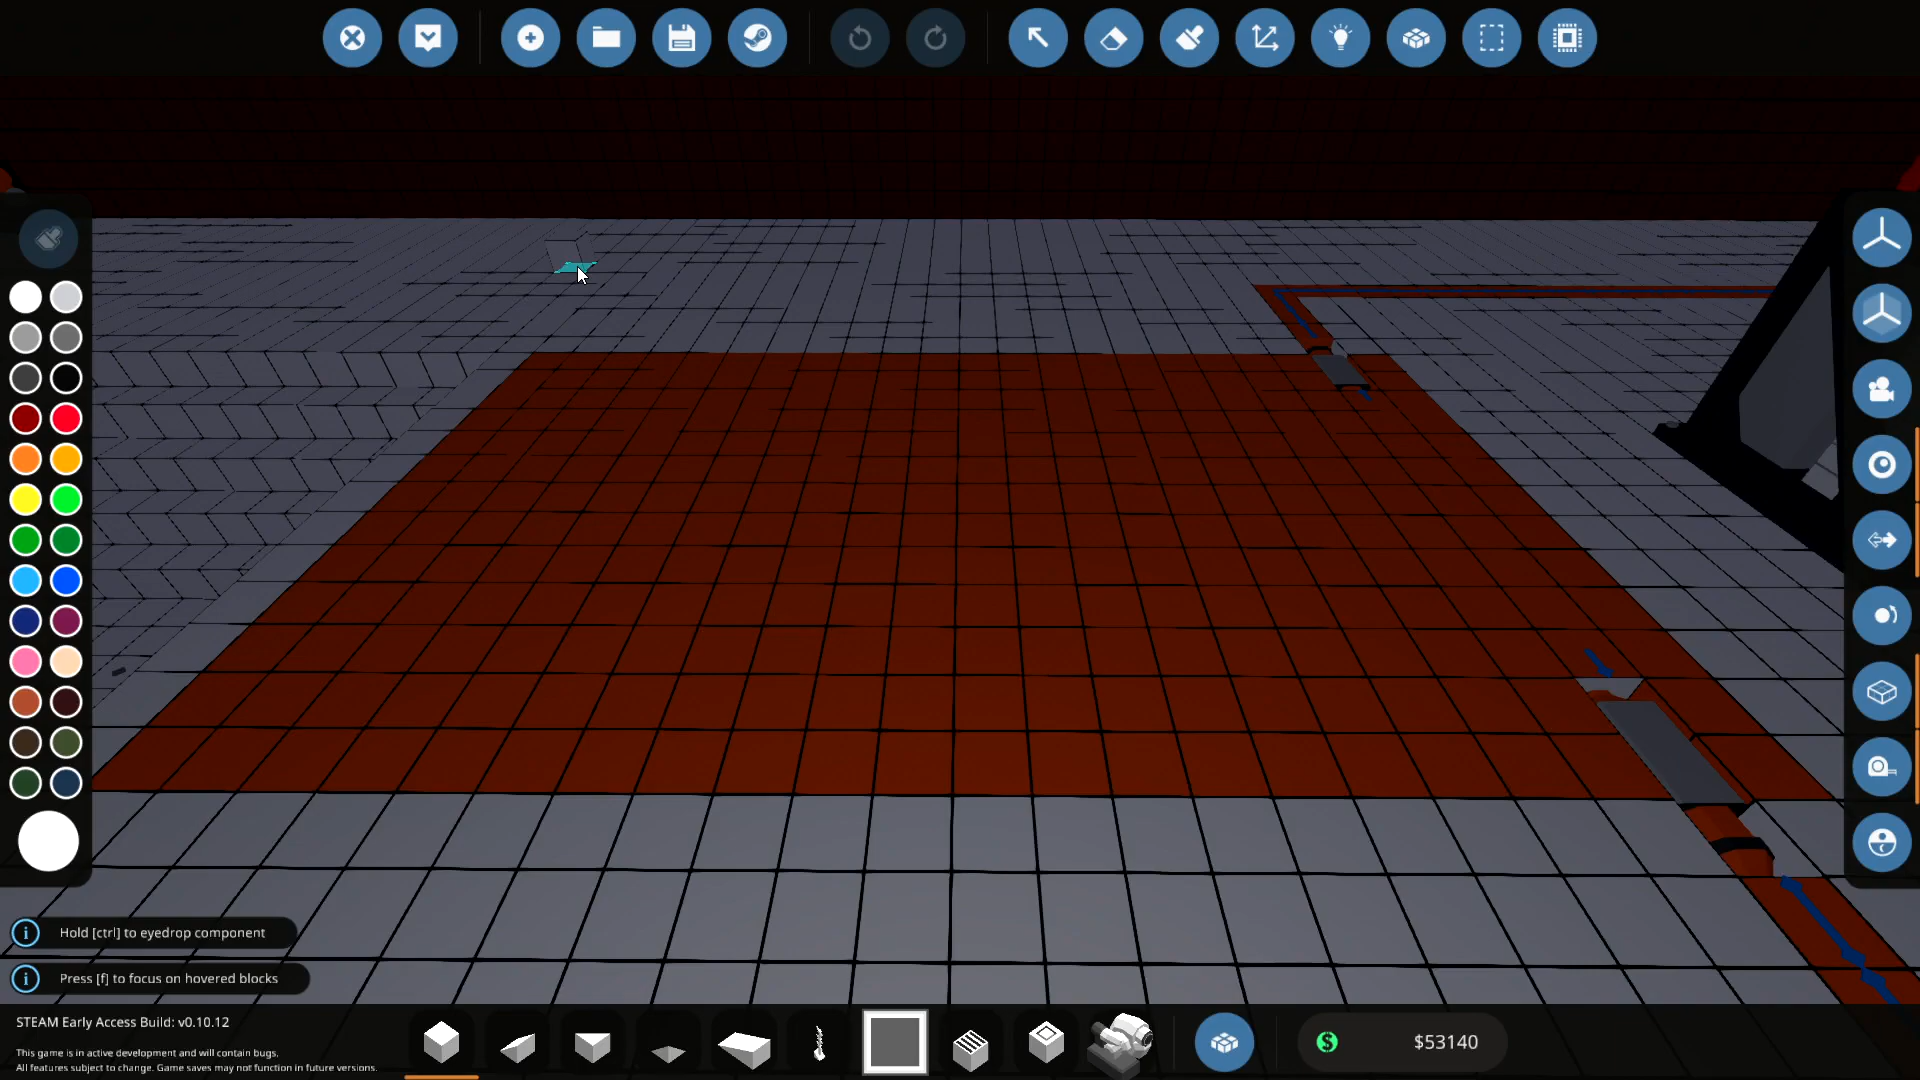 Hold [ctrl] to eyedrop component
Press [f] to focus on hovered blocks
STEAM Early Access Build: v0.10.12
This game is in active development and will contain bugs.
All features subject to change. Game saves may not function in future versions.
$53140